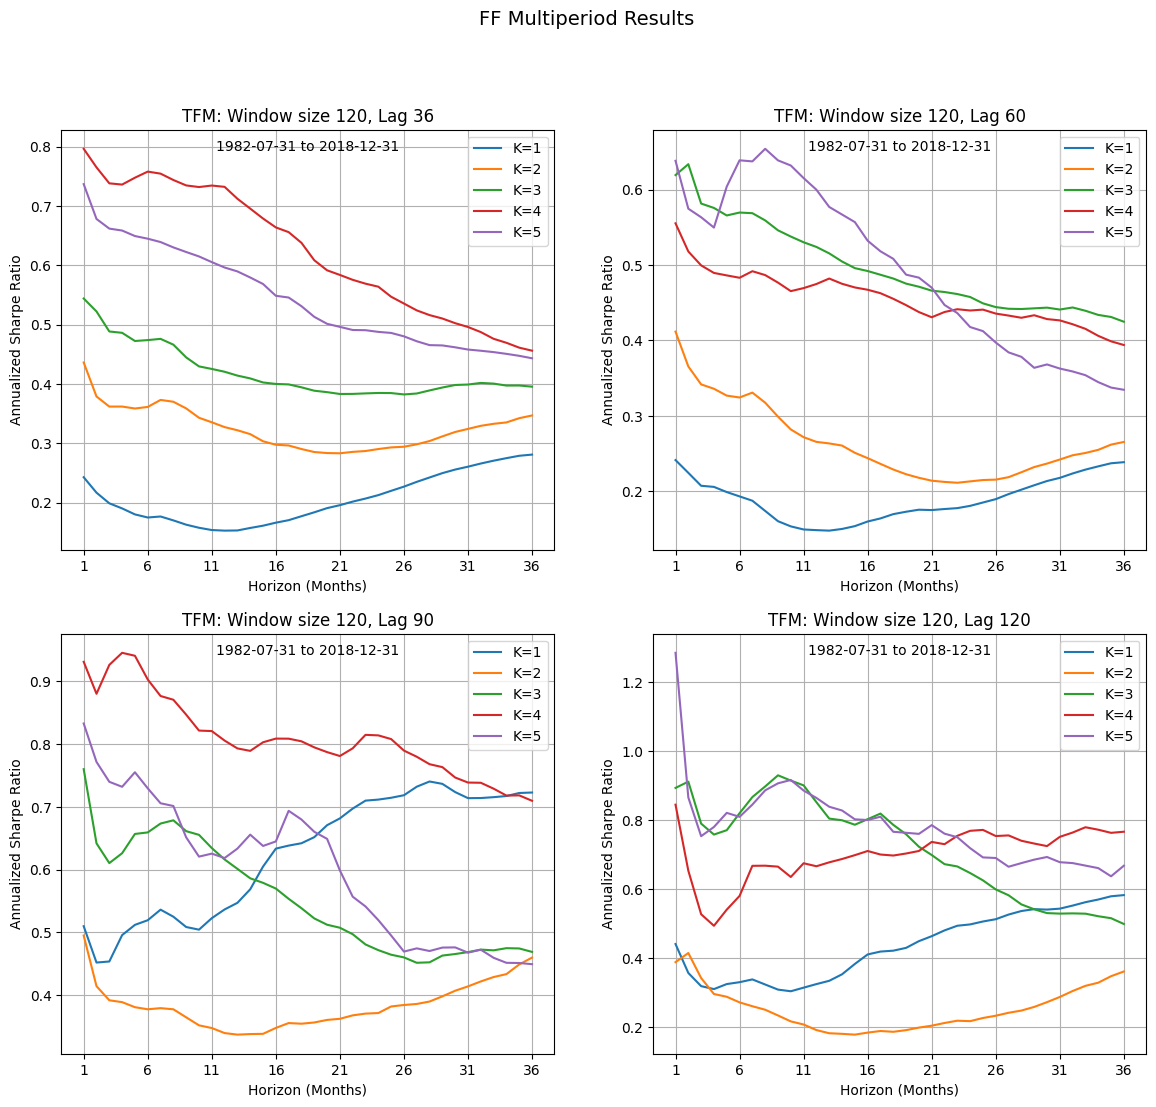 FF Multiperiod Results
TFM: Window size 120, Lag 36
1982-07-31 to 2018-12-31
K=1
K=2
K=3
K=4
K=5
Annualized Sharpe Ratio
0.8
0.7
0.6
0.5
0.4
0.3
0.2
1 6 11 16 21 26 31 36
Horizon (Months)
TFM: Window size 120, Lag 60
1982-07-31 to 2018-12-31
K=1
K=2
K=3
K=4
K=5
Annualized Sharpe Ratio
0.6
0.5
0.4
0.3
0.2
1 6 11 16 21 26 31 36
Horizon (Months)
TFM: Window size 120, Lag 90
1982-07-31 to 2018-12-31
K=1
K=2
K=3
K=4
K=5
Annualized Sharpe Ratio
0.9
0.8
0.7
0.6
0.5
0.4
1 6 11 16 21 26 31 36
Horizon (Months)
TFM: Window size 120, Lag 120
1982-07-31 to 2018-12-31
K=1
K=2
K=3
K=4
K=5
Annualized Sharpe Ratio
1.2
1.0
0.8
0.6
0.4
0.2
1 6 11 16 21 26 31 36
Horizon (Months)